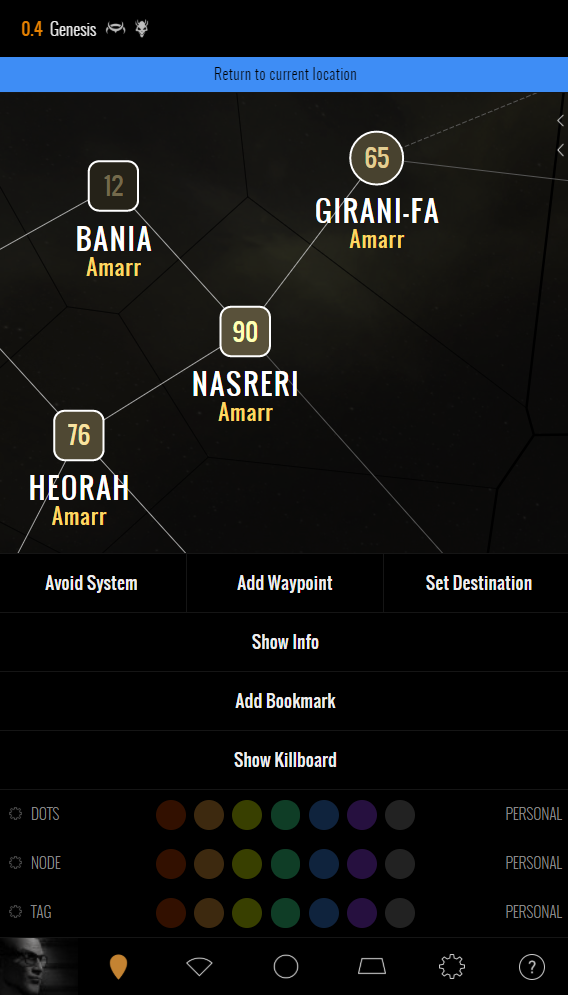 0.4 Genesis
Return to current location
65
GIRANI-FA
Amarr
12
BANIA
Amarr
90
NASRERI
Amarr
76
HEORAH
Amarr
Avoid System
Add Waypoint
Set Destination
Show Info
Add Bookmark
Show Killboard
DOTS PERSONAL
NODE PERSONAL
TAG PERSONAL
?